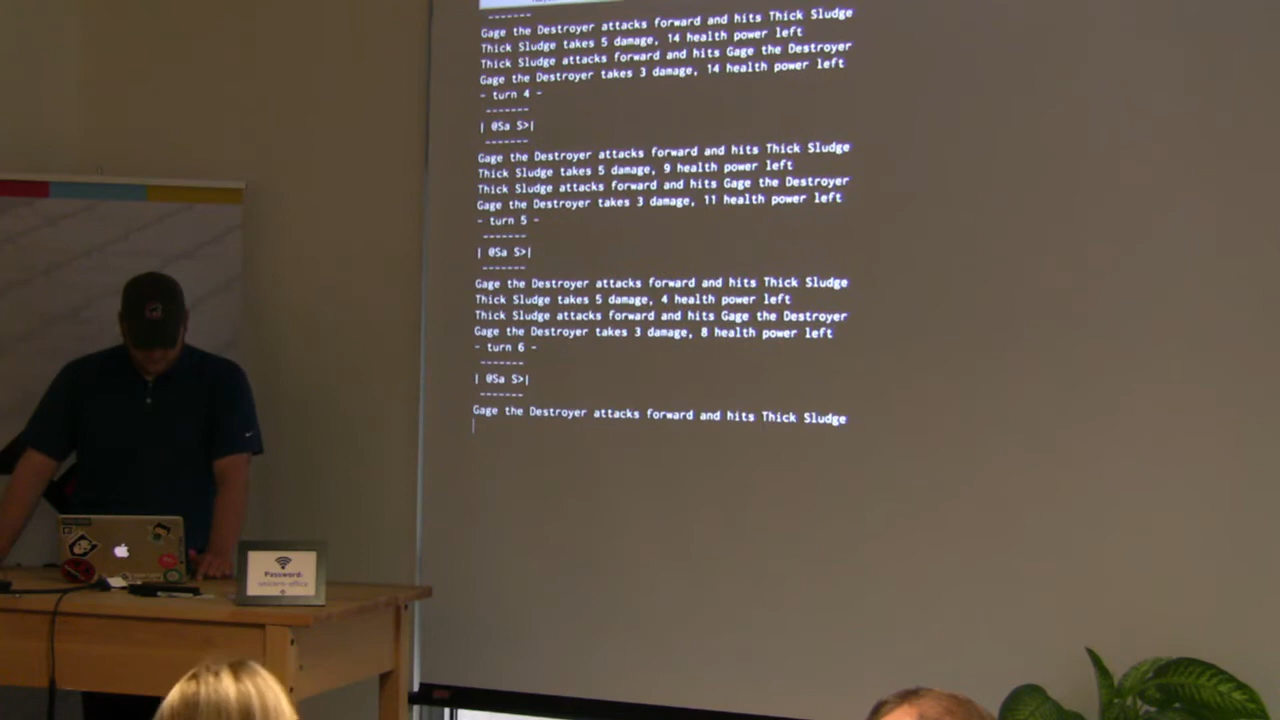 -------
Gage the Destroyer attacks forward and hits Thick Sludge
Thick Sludge takes 5 damage, 14 health power left
Thick Sludge attacks forward and hits Gage the Destroyer
Gage the Destroyer takes 3 damage, 14 health power left
- turn 4 -
-------
| @Sa S>|
-------
Gage the Destroyer attacks forward and hits Thick Sludge
Thick Sludge takes 5 damage, 9 health power left
Thick Sludge attacks forward and hits Gage the Destroyer
Gage the Destroyer takes 3 damage, 11 health power left
- turn 5 -
-------
| @Sa S>|
-------
Gage the Destroyer attacks forward and hits Thick Sludge
Thick Sludge takes 5 damage, 4 health power left
Thick Sludge attacks forward and hits Gage the Destroyer
Gage the Destroyer takes 3 damage, 8 health power left
- turn 6 -
-------
| @Sa S>|
-------
Gage the Destroyer attacks forward and hits Thick Sludge
Password:
unicorn-office